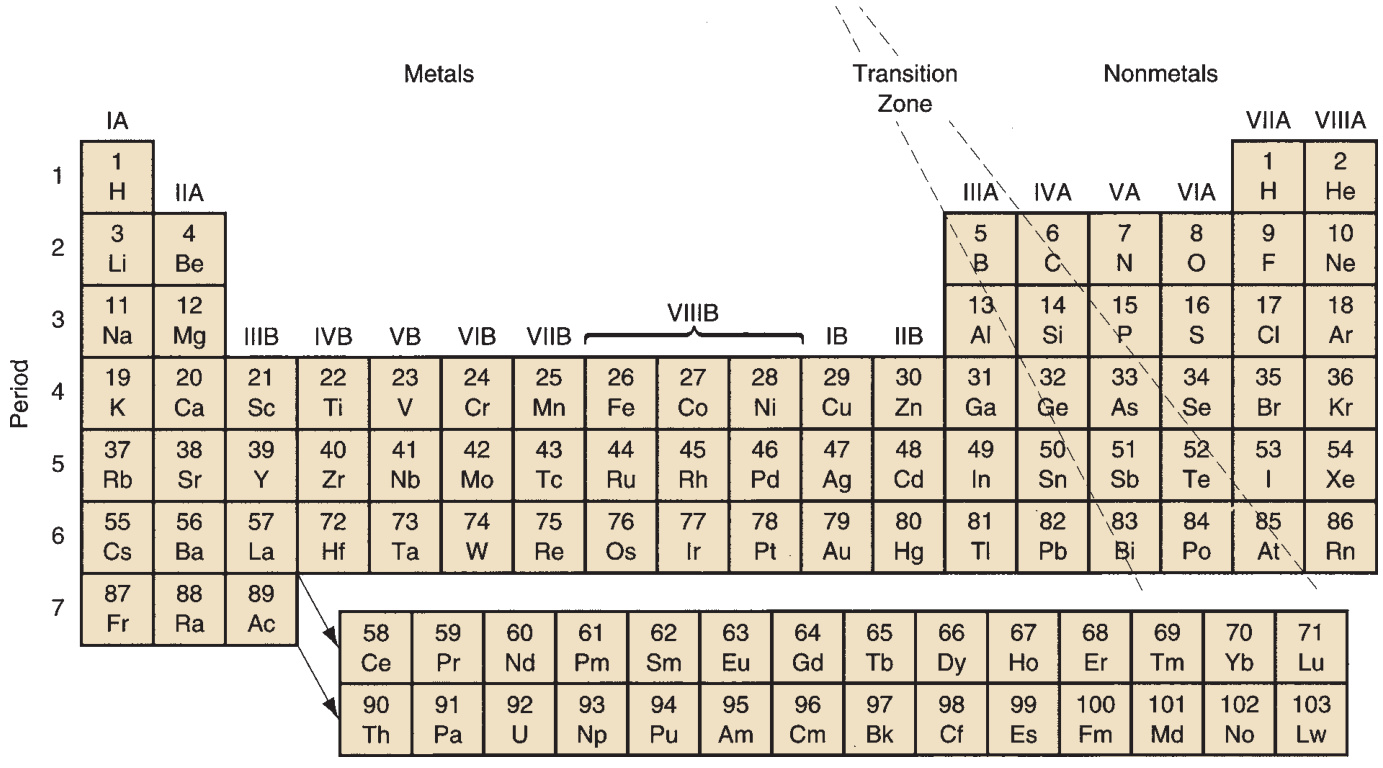 Metals
Transition
Zone
Nonmetals
IA
VIIA VIIIA
1
1
H
IIA
IIIA IVA VA VIA
1
H
2
He
2
3 4 5 6 7 8 9 10
Li Be B C N O F Ne
3
11 12 13 14 15 16 17 18
Na Mg Al Si P S Cl Ar
IIIB IVB VB VIB VIIB VIIIB IB IIB
Period
4
19 20 21 22 23 24 25 26 27 28 29 30 31 32 33 34 35 36
K Ca Sc Ti V Cr Mn Fe Co Ni Cu Zn Ga Ge As Se Br Kr
5
37 38 39 40 41 42 43 44 45 46 47 48 49 50 51 52 53 54
Rb Sr Y Zr Nb Mo Tc Ru Rh Pd Ag Cd In Sn Sb Te I Xe
6
55 56 57 72 73 74 75 76 77 78 79 80 81 82 83 84 85 86
Cs Ba La Hf Ta W Re Os Ir Pt Au Hg Tl Pb Bi Po At Rn
7
87 88 89
Fr Ra Ac
58 59 60 61 62 63 64 65 66 67 68 69 70 71
Ce Pr Nd Pm Sm Eu Gd Tb Dy Ho Er Tm Yb Lu
90 91 92 93 94 95 96 97 98 99 100 101 102 103
Th Pa U Np Pu Am Cm Bk Cf Es Fm Md No Lw